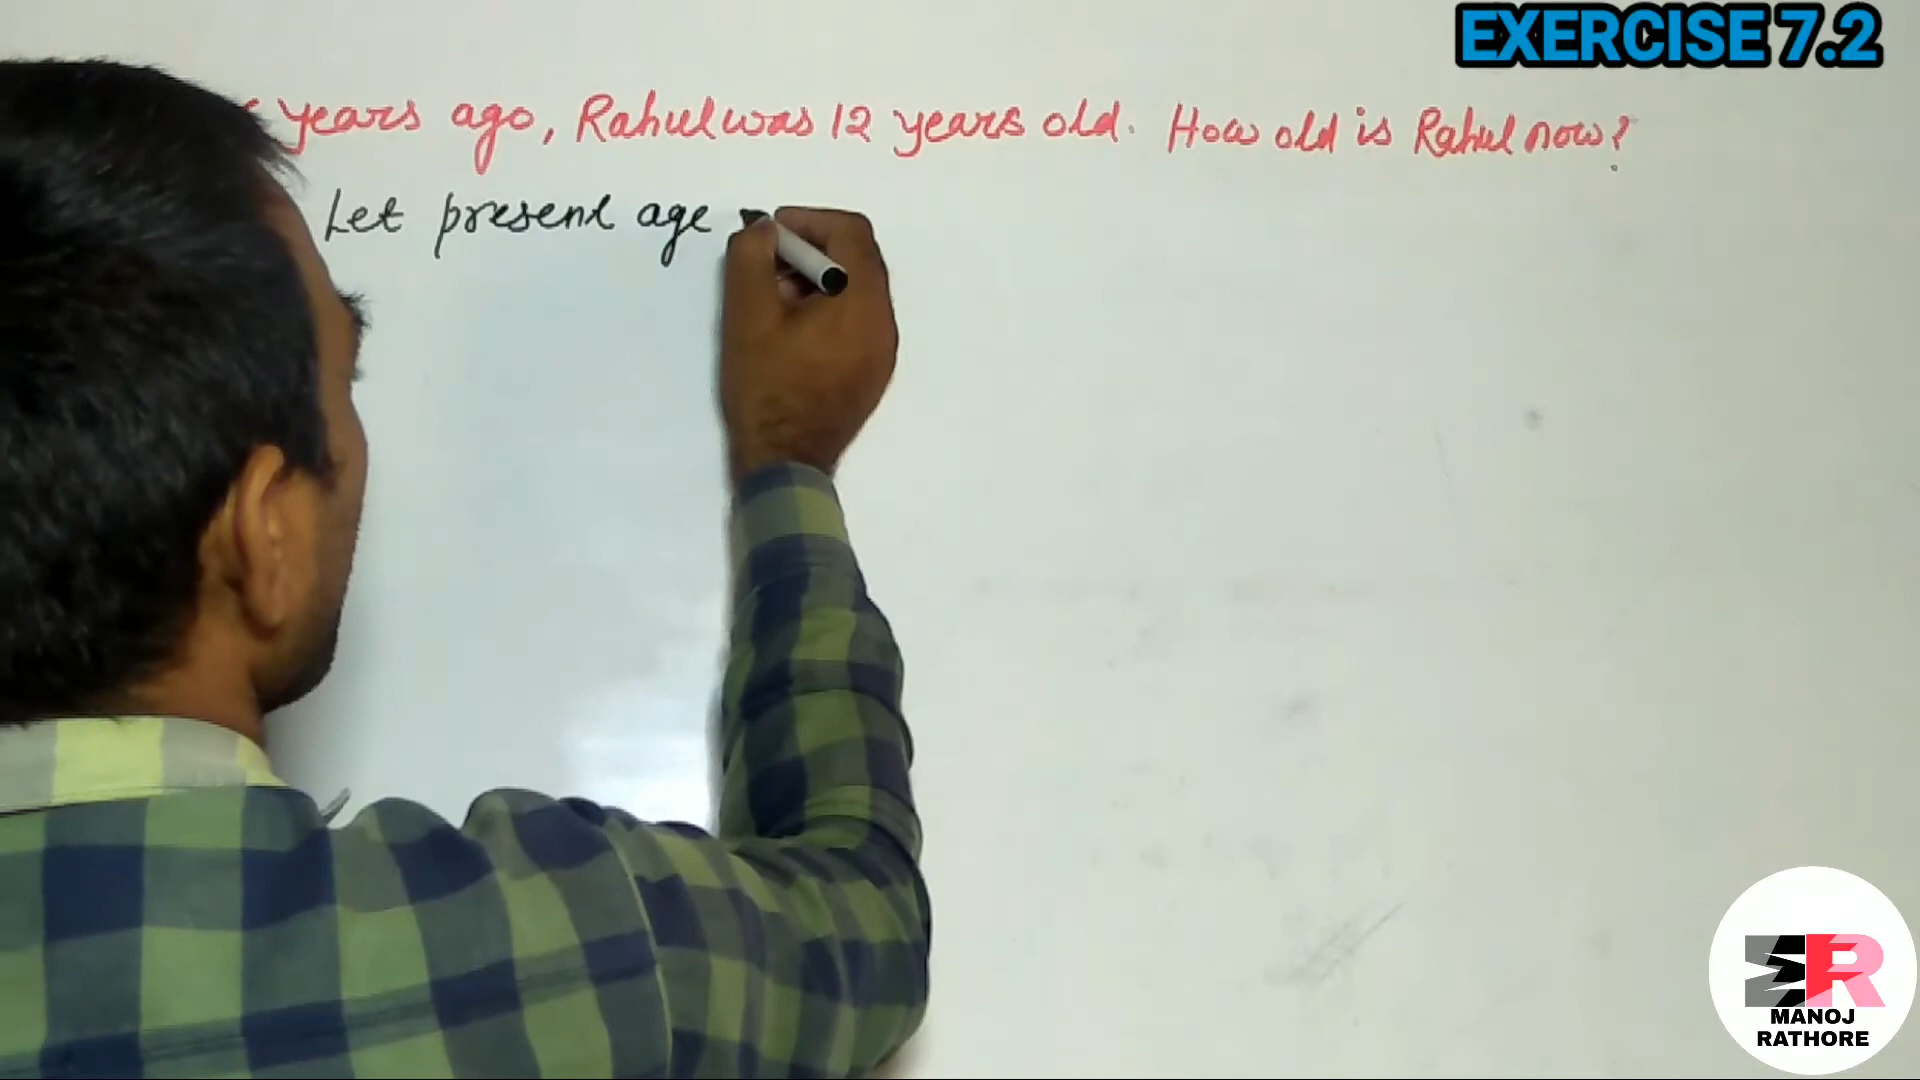 EXERCISE 7.2
years ago, Rahul was 12 years old. How old is Rahul now?
Let present age
MANOJ
RATHORE